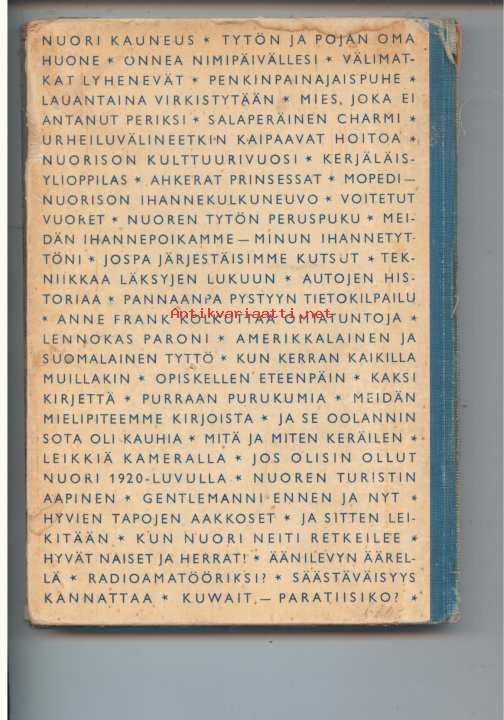 NUORI KAUNEUS * TYTÖN JA POJAN OMA
HUONE * ONNEA NIMIPÄIVÄLLESI * VÄLIMAT-
KAT LYHENEVÄT * PENKINPAINAJAISPUHE *
LAUANTAINA VIRKISTYTÄÄN * MIES, JOKA EI
ANTANUT PERIKSI * SALAPERÄINEN CHARMI *
URHEILUVÄLINEETKIN KAIPAAVAT HOITOA *
NUORISON KULTTUURIVUOSI * KERJÄLÄIS-
YLIOPPILAS * AHKERAT PRINSESSAT * MOPEDI—
NUORISON IHANNEKULKUNEUVO * VOITETUT
VUORET * NUOREN TYTÖN PERUSPUKU * MEI-
DÄN IHANNEPOIKAMME — MINUN IHANNETYT-
TÖNI * JOSPA JÄRJESTÄISIMME KUTSUT * TEK-
NIIKKAA LÄKSYJEN LUKUUN * AUTOJEN HIS-
TORIAA * PANNAANPA PYSTYYN TIETOKILPAILU
Antikvariaatti.net
* ANNE FRANK KOLKUTTAA OMIATUNTOJA *
LENNOKAS PARONI * AMERIKKALAINEN JA
SUOMALAINEN TYTTÖ * KUN KERRAN KAIKILLA
MUILLAKIN * OPISKELLEN ETEENPÄIN * KAKSI
KIRJETTÄ * PURRAAN PURUKUMIA * MEIDÄN
MIELIPITEEMME KIRJOISTA * JA SE OOLANNIN
SOTA OLI KAUHIA * MITÄ JA MITEN KERÄILEN *
LEIKKIÄ KAMERALLA * JOS OLISIN OLLUT
NUORI 1920-LUVULLA * NUOREN TURISTIN
AAPINEN * GENTLEMANNI ENNEN JA NYT *
HYVIEN TAPOJEN AAKKOSET * JA SITTEN LEI-
KITÄÄN * KUN NUORI NEITI RETKEILEE *
HYVÄT NAISET JA HERRAT! * ÄÄNILEVYN ÄÄREL-
LÄ * RADIOAMATÖÖRIKSI? * SÄÄSTÄVÄISYYS
KANNATTAA * KUWAIT — PARATIISIKO? *